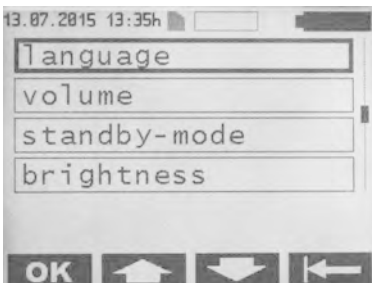 13.07.2015 13:35h
language
volume
standby-mode
brightness
OK